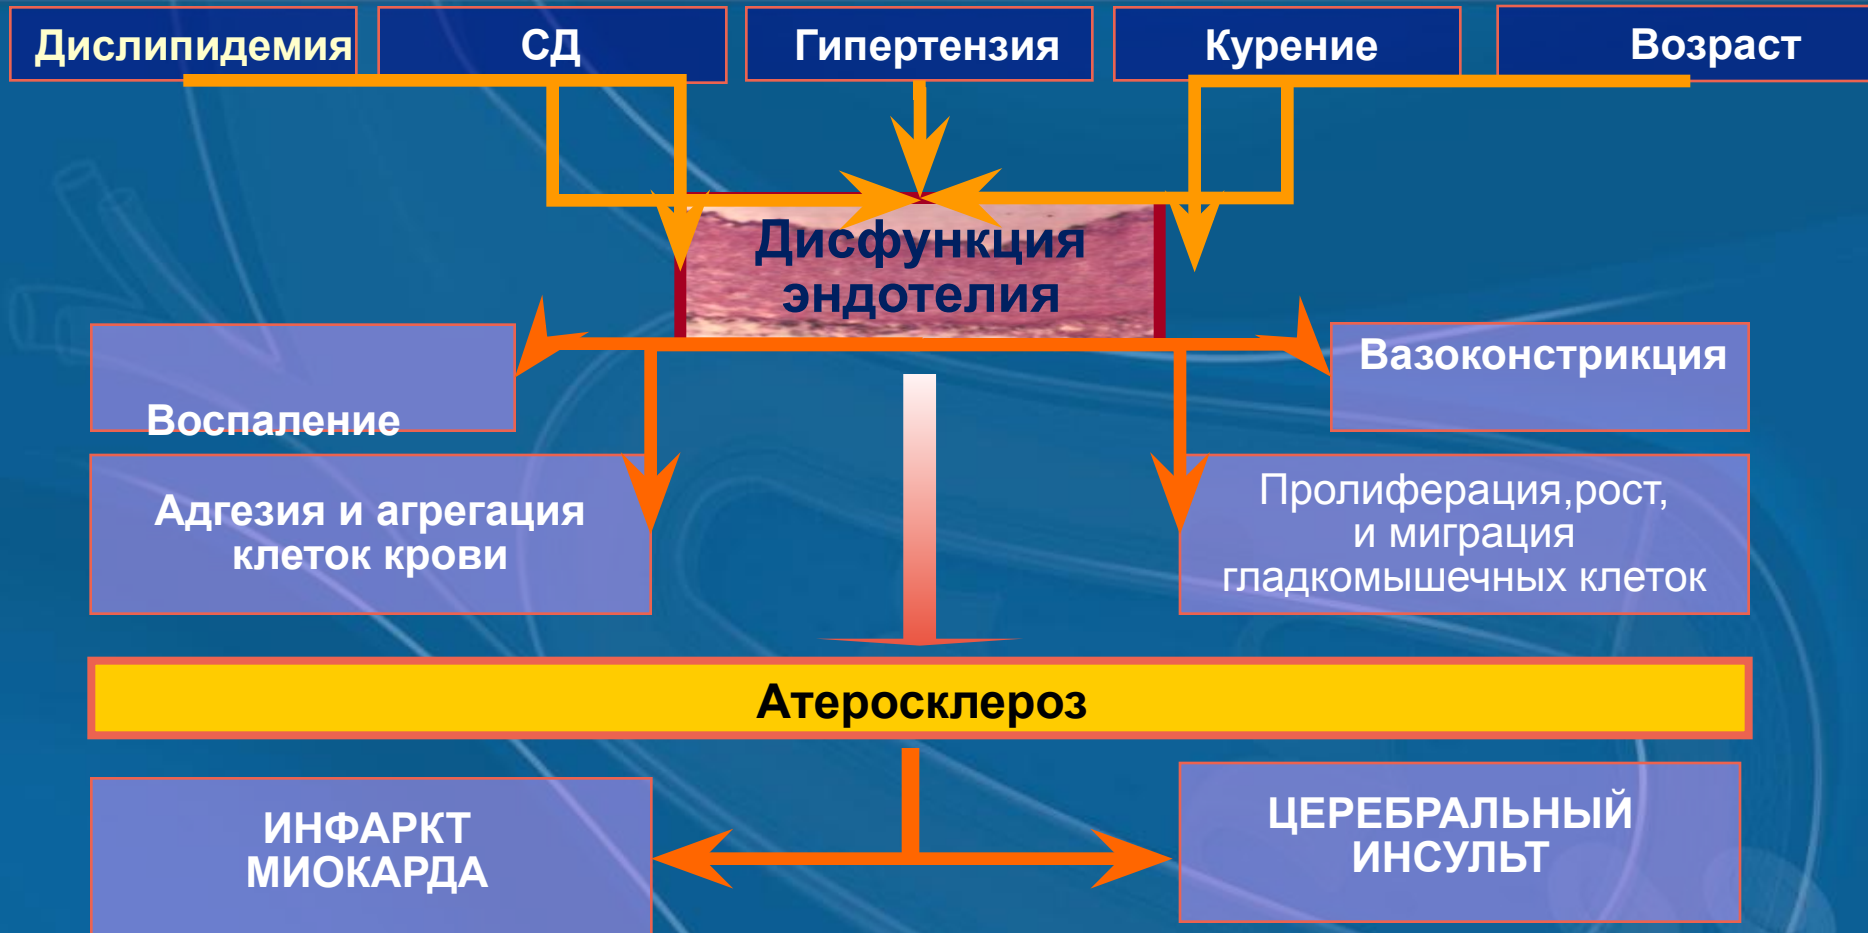 Дислипидемия
СД
Гипертензия
Курение
Возраст
Дисфункция
эндотелия
Воспаление
Вазоконстрикция
Адгезия и агрегация
клеток крови
Пролиферация,рост,
и миграция
гладкомышечных клеток
Атеросклероз
ИНФАРКТ
МИОКАРДА
ЦЕРЕБРАЛЬНЫЙ
ИНСУЛЬТ